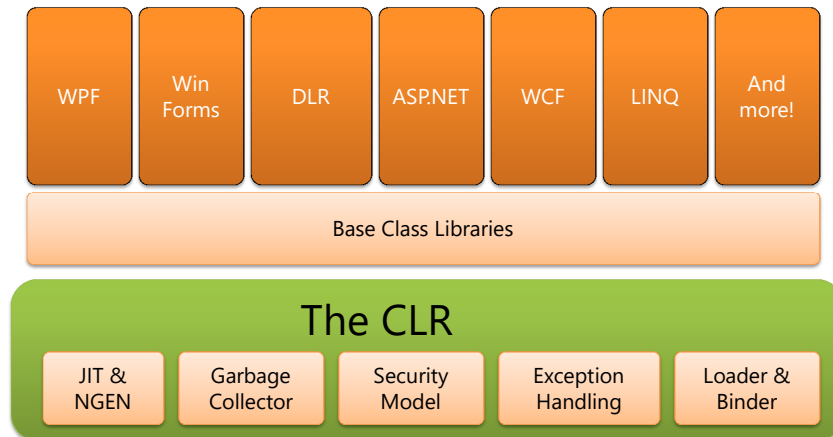 WPF
Win
Forms
DLR
ASP.NET
WCF
LINQ
And
more!
Base Class Libraries
The CLR
JIT &
NGEN
Garbage
Collector
Security
Model
Exception
Handling
Loader &
Binder